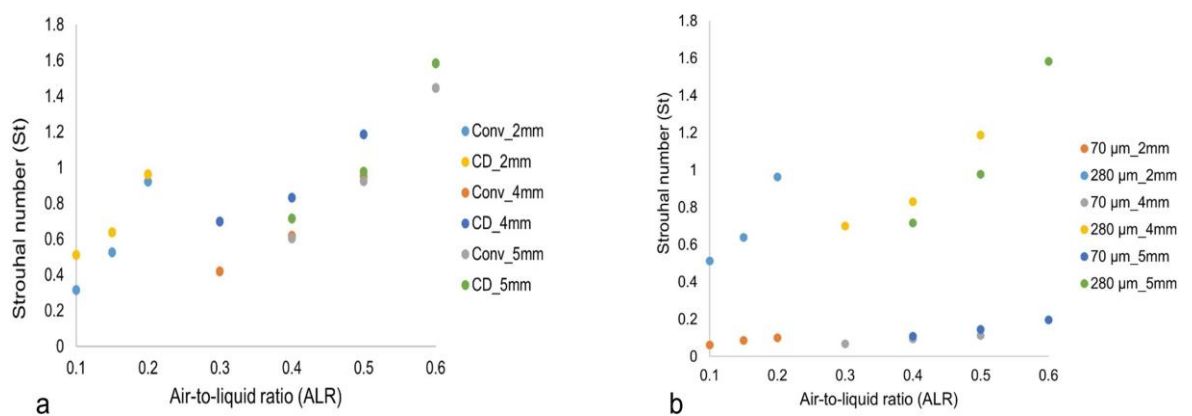 1.8
1.6
1.4
1.2
1
0.8
0.6
0.4
0.2
0
Strouhal number (St)
0.1 0.2 0.3 0.4 0.5 0.6
Air-to-liquid ratio (ALR)
Conv_2mm
CD_2mm
Conv_4mm
CD_4mm
Conv_5mm
CD_5mm
a
1.8
1.6
1.4
1.2
1
0.8
0.6
0.4
0.2
0
Strouhal number (St)
0.1 0.2 0.3 0.4 0.5 0.6
Air-to-liquid ratio (ALR)
70 µm_2mm
280 µm_2mm
70 µm_4mm
280 µm_4mm
70 µm_5mm
280 µm_5mm
b